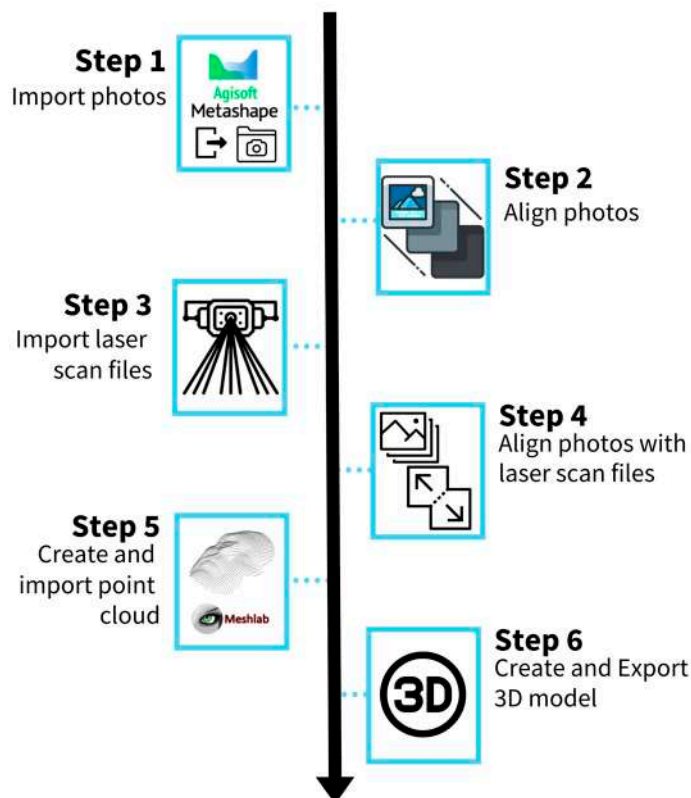 Step 1
Import photos
Agisoft
Metashape
Step 2
Align photos
Step 3
Import laser
scan files
Step 4
Align photos with
laser scan files
Step 5
Create and
import point
cloud
Meshlab
Step 6
Create and Export
3D model
3D